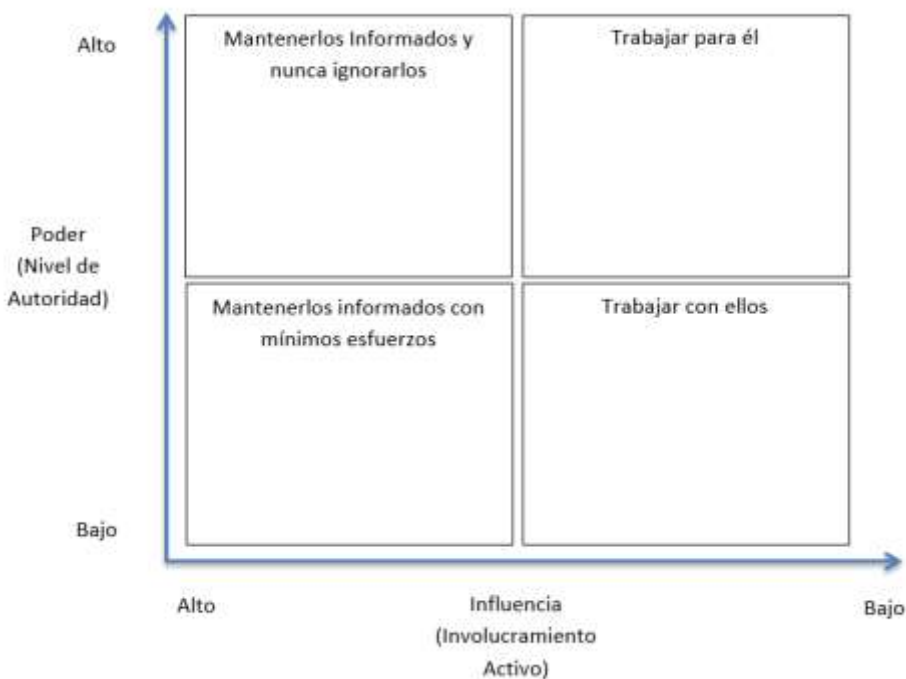 Alto
Mantenerlos Informados y
nunca ignorarlos
Trabajar para él
Poder
(Nivel de
Autoridad)
Mantenerlos informados con
mínimos esfuerzos
Trabajar con ellos
Bajo
Alto
Influencia
(Involucramiento
Activo)
Bajo